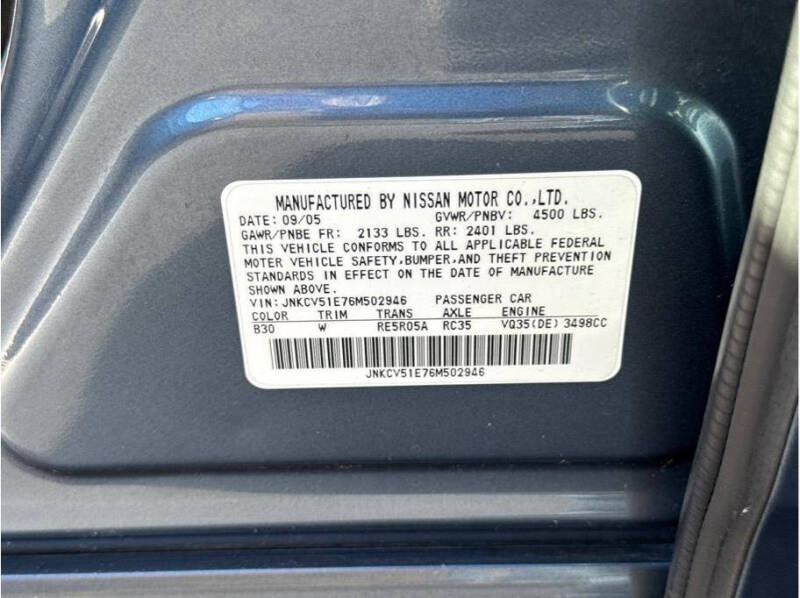 MANUFACTURED BY NISSAN MOTOR CO.,LTD.
DATE: 09/05 GVWR/PNBV: 4500 LBS.
GAWR/PNBE FR: 2133 LBS. RR: 2401 LBS.
THIS VEHICLE CONFORMS TO ALL APPLICABLE FEDERAL
MOTOR VEHICLE SAFETY,BUMPER,AND THEFT PREVENTION
STANDARDS IN EFFECT ON THE DATE OF MANUFACTURE
SHOWN ABOVE.
VIN: JNKCV51E76M502946 PASSENGER CAR
COLOR TRIM TRANS AXLE ENGINE
B30 W RE5R05A RC35 VQ35(DE) 3498CC
JNKCV51E76M502946